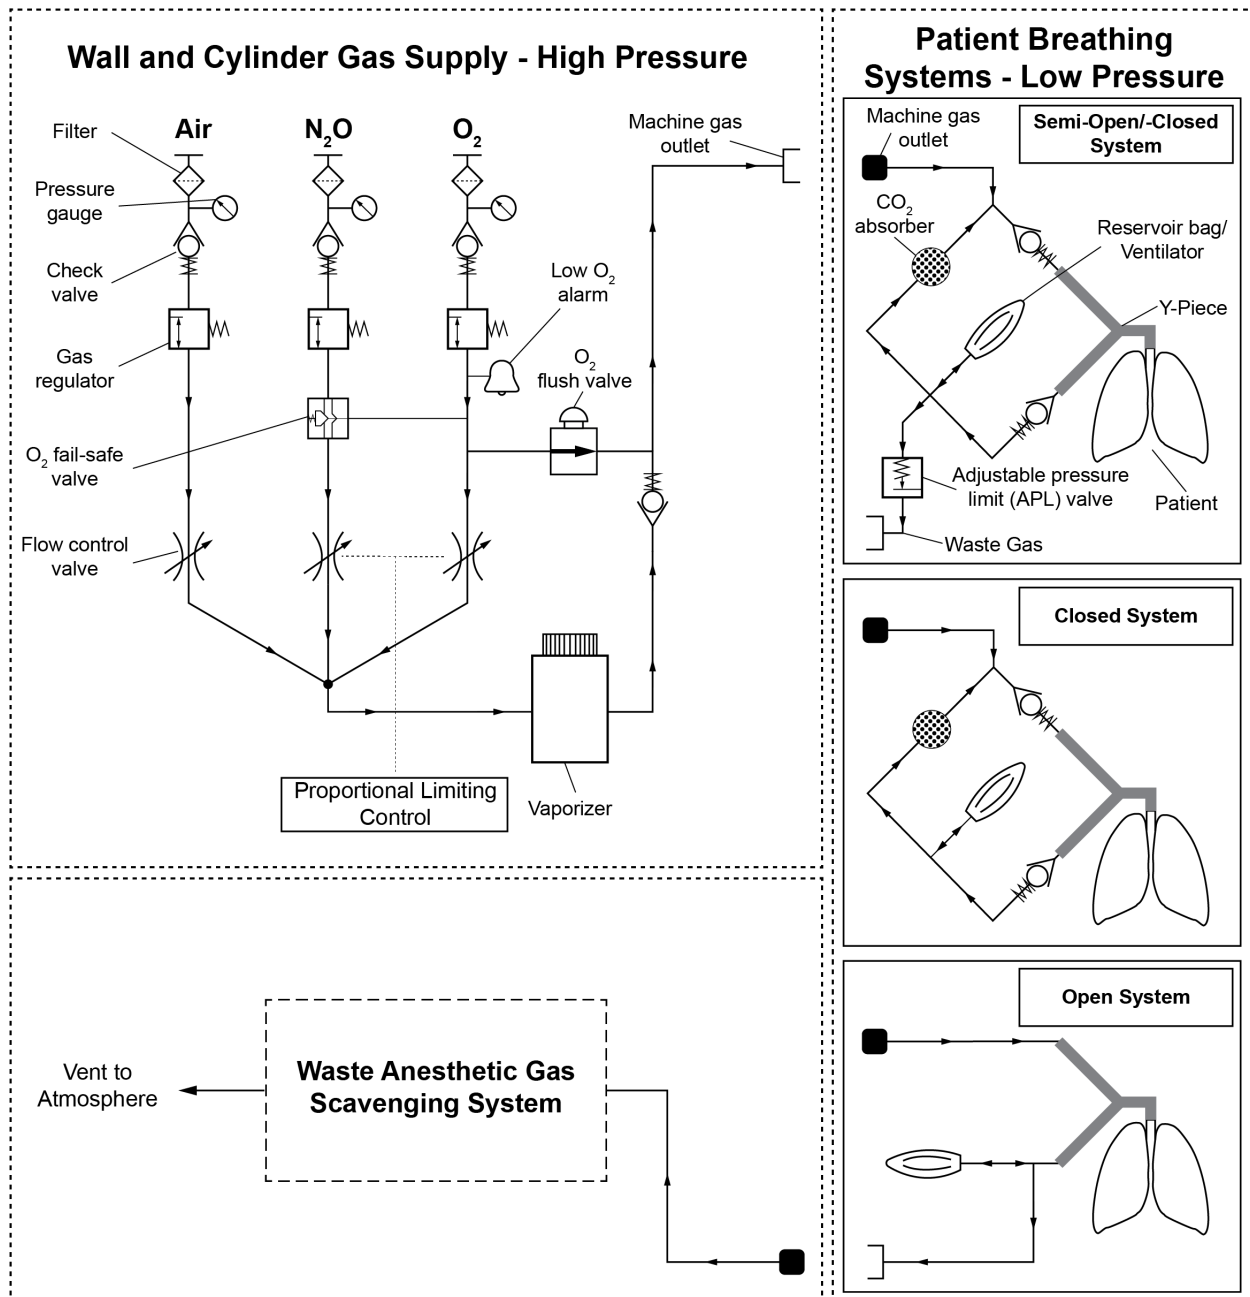 Wall and Cylinder Gas Supply - High Pressure
Filter
Air
N₂O
O₂
Machine gas
outlet
Pressure
gauge
Check
valve
Low O₂
alarm
Gas
regulator
O₂
flush valve
O₂ fail-safe
valve
Flow control
valve
Proportional Limiting
Control
Vaporizer
Vent to
Atmosphere
Waste Anesthetic Gas
Scavenging System
Patient Breathing
Systems - Low Pressure
Machine gas
outlet
Semi-Open/-Closed
System
CO₂
absorber
Reservoir bag/
Ventilator
Y-Piece
Adjustable pressure
limit (APL) valve
Patient
Waste Gas
Closed System
Open System